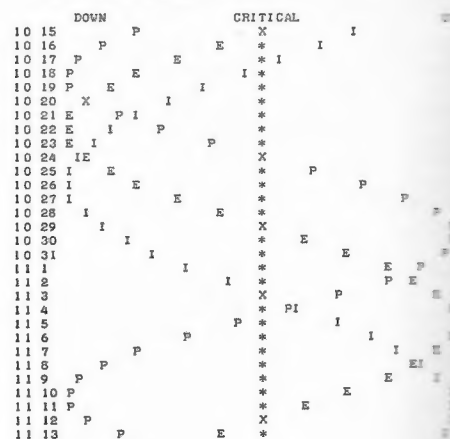 DOWN CRITICAL
10 15 P X I
10 16 P E * I
10 17 P E * I
10 18 P E I *
10 19 P E I *
10 20 X I *
10 21 E P I *
10 22 E I P *
10 23 E I P *
10 24 I E X
10 25 I E * P
10 26 I E * P
10 27 I E * P
10 28 I E * P
10 29 I X
10 30 I * E
10 31 I * E P
11 1 I * E P
11 2 I * P E
11 3 X P E
11 4 * P I
11 5 P * I
11 6 P * I
11 7 P * I E
11 8 P * E I
11 9 P * E I
11 10 P * E
11 11 P * E
11 12 P X
11 13 P E *